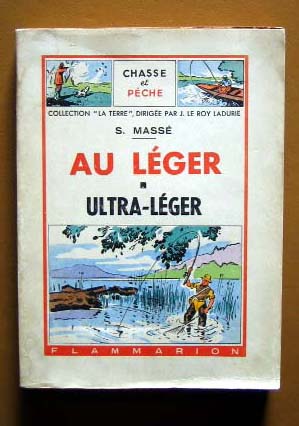 CHASSE
et
PÊCHE
COLLECTION "LA TERRE", DIRIGÉE PAR J. LE ROY LADURIE
S. MASSÉ
AU LÉGER
ULTRA-LÉGER
FLAMMARION